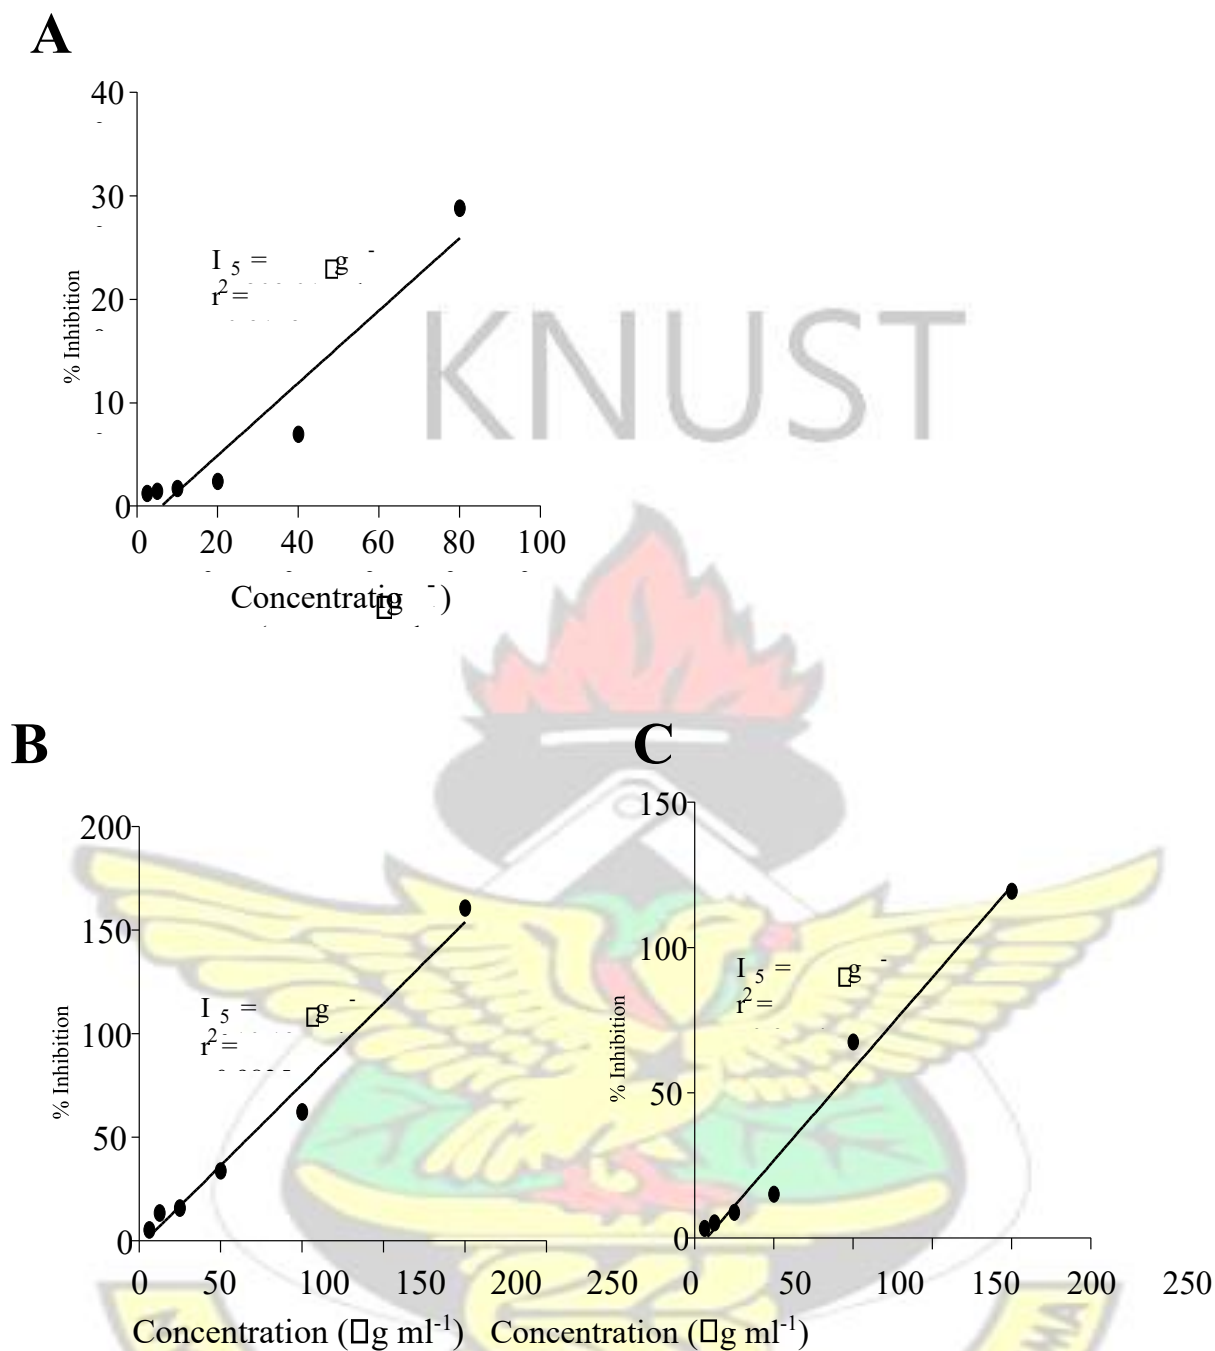 A
40
30
20
10
0
% Inhibition
I 5 = g -
r2 =
KNUST
0 20 40 60 80 100
g - )
B
200
150
100
50
0
% Inhibition
I 5 = g -
r2 =
0 50 100 150 200 250
Concentration (▯g ml-1)
C
150
100
50
0
% Inhibition
I 5 = g -
r2 =
0 50 100 150 200 250
Concentration (▯g ml-1)
MA